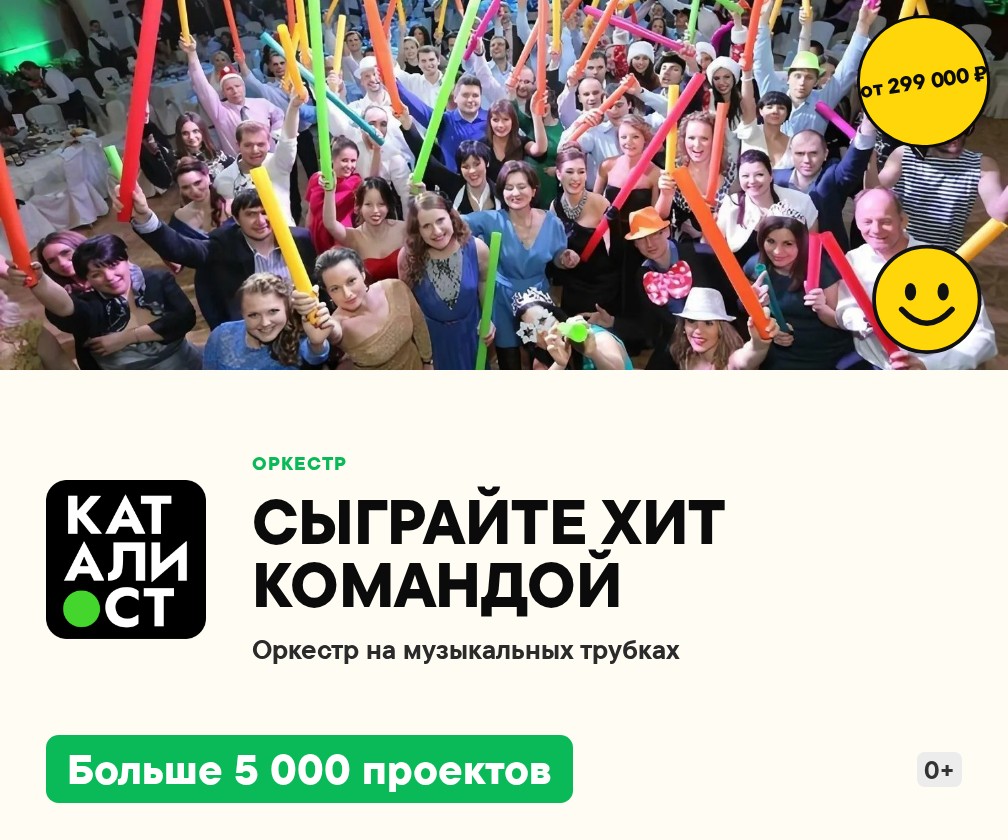 от 299 000 ₽
ОРКЕСТР
КАТ
АЛИ
СТ
СЫГРАЙТЕ ХИТ
КОМАНДОЙ
Оркестр на музыкальных трубках
Больше 5 000 проектов
0+